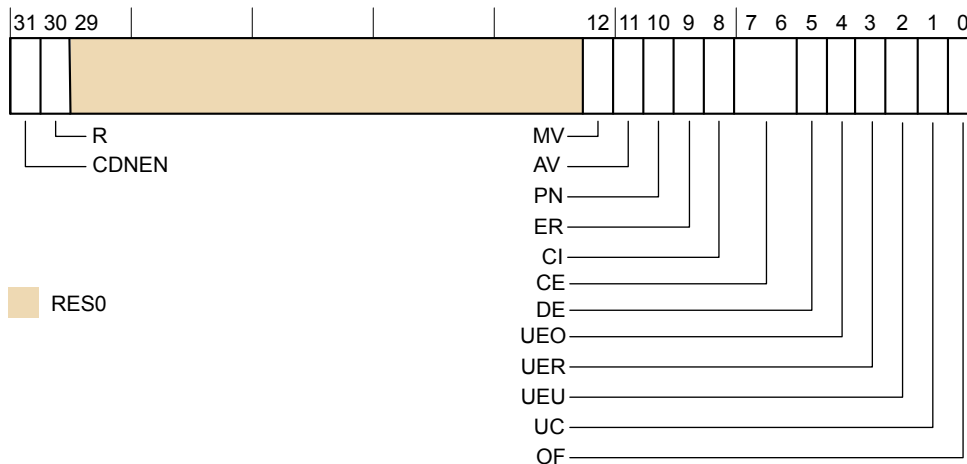 31 30 29 12 11 10 9 8 7 6 5 4 3 2 1 0
R MV
CDNEN AV
PN
ER
CI
CE
RES0
DE
UEO
UER
UEU
UC
OF